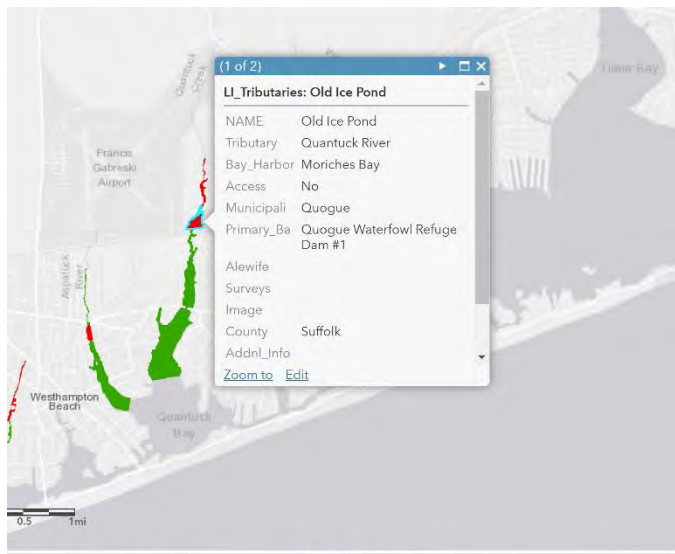 (1 of 2)
LI_Tributaries: Old Ice Pond
NAME Old Ice Pond
Tributary Quantuck River
Bay_Harbor Moriches Bay
Access No
Municipali Quogue
Primary_Ba Quogue Waterfowl Refuge
Dam #1
Alewife
Surveys
Image
County Suffolk
Addnl_Info
Zoom to Edit
Quantuck
Creek
Francis
Gabreski
Airport
Aspatuck
River
Westhampton
Beach
Quantuck
Bay
Tiana Bay
0.5 1mi